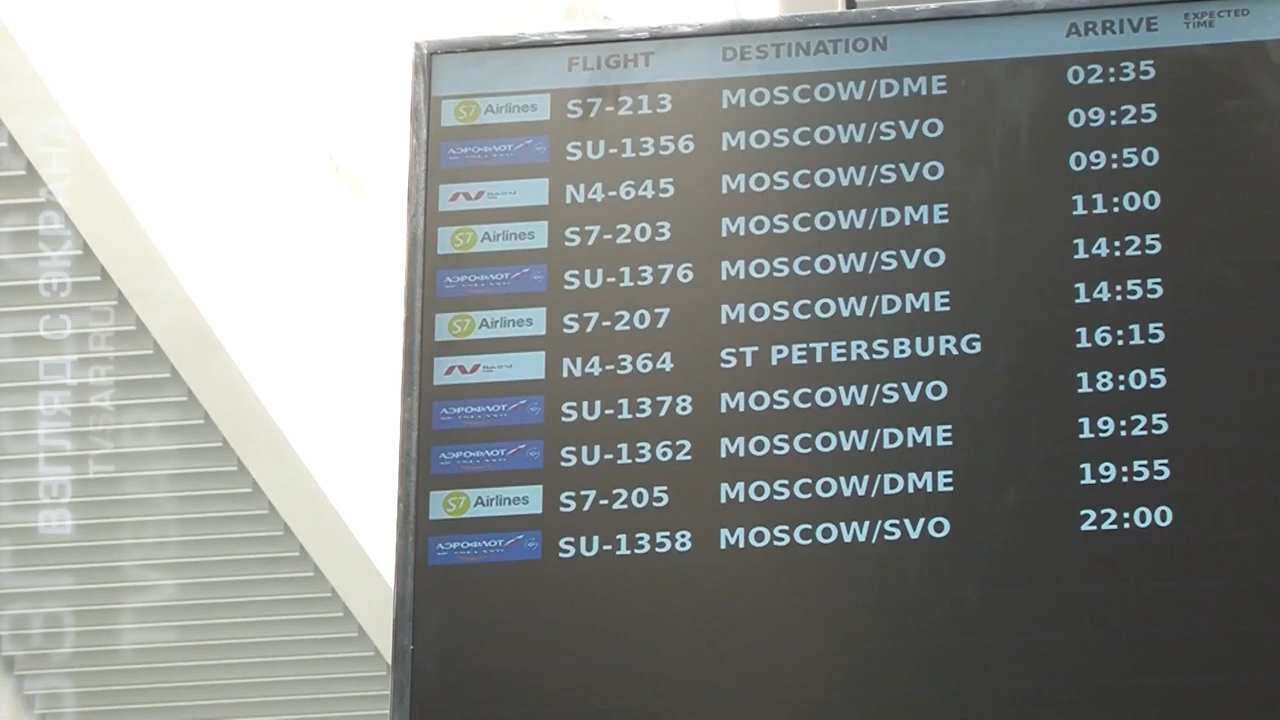 FLIGHT DESTINATION ARRIVE EXPECTED TIME
S7 Airlines S7-213 MOSCOW/DME 02:35
АЭРОФЛОТ SU-1356 MOSCOW/SVO 09:25
N4-645 MOSCOW/SVO 09:50
S7 Airlines S7-203 MOSCOW/DME 11:00
АЭРОФЛОТ SU-1376 MOSCOW/SVO 14:25
S7 Airlines S7-207 MOSCOW/DME 14:55
N4-364 ST PETERSBURG 16:15
АЭРОФЛОТ SU-1378 MOSCOW/SVO 18:05
АЭРОФЛОТ SU-1362 MOSCOW/DME 19:25
S7 Airlines S7-205 MOSCOW/DME 19:55
АЭРОФЛОТ SU-1358 MOSCOW/SVO 22:00
ВЗГЛЯД С ЭКРАНА
TVSAR.RU